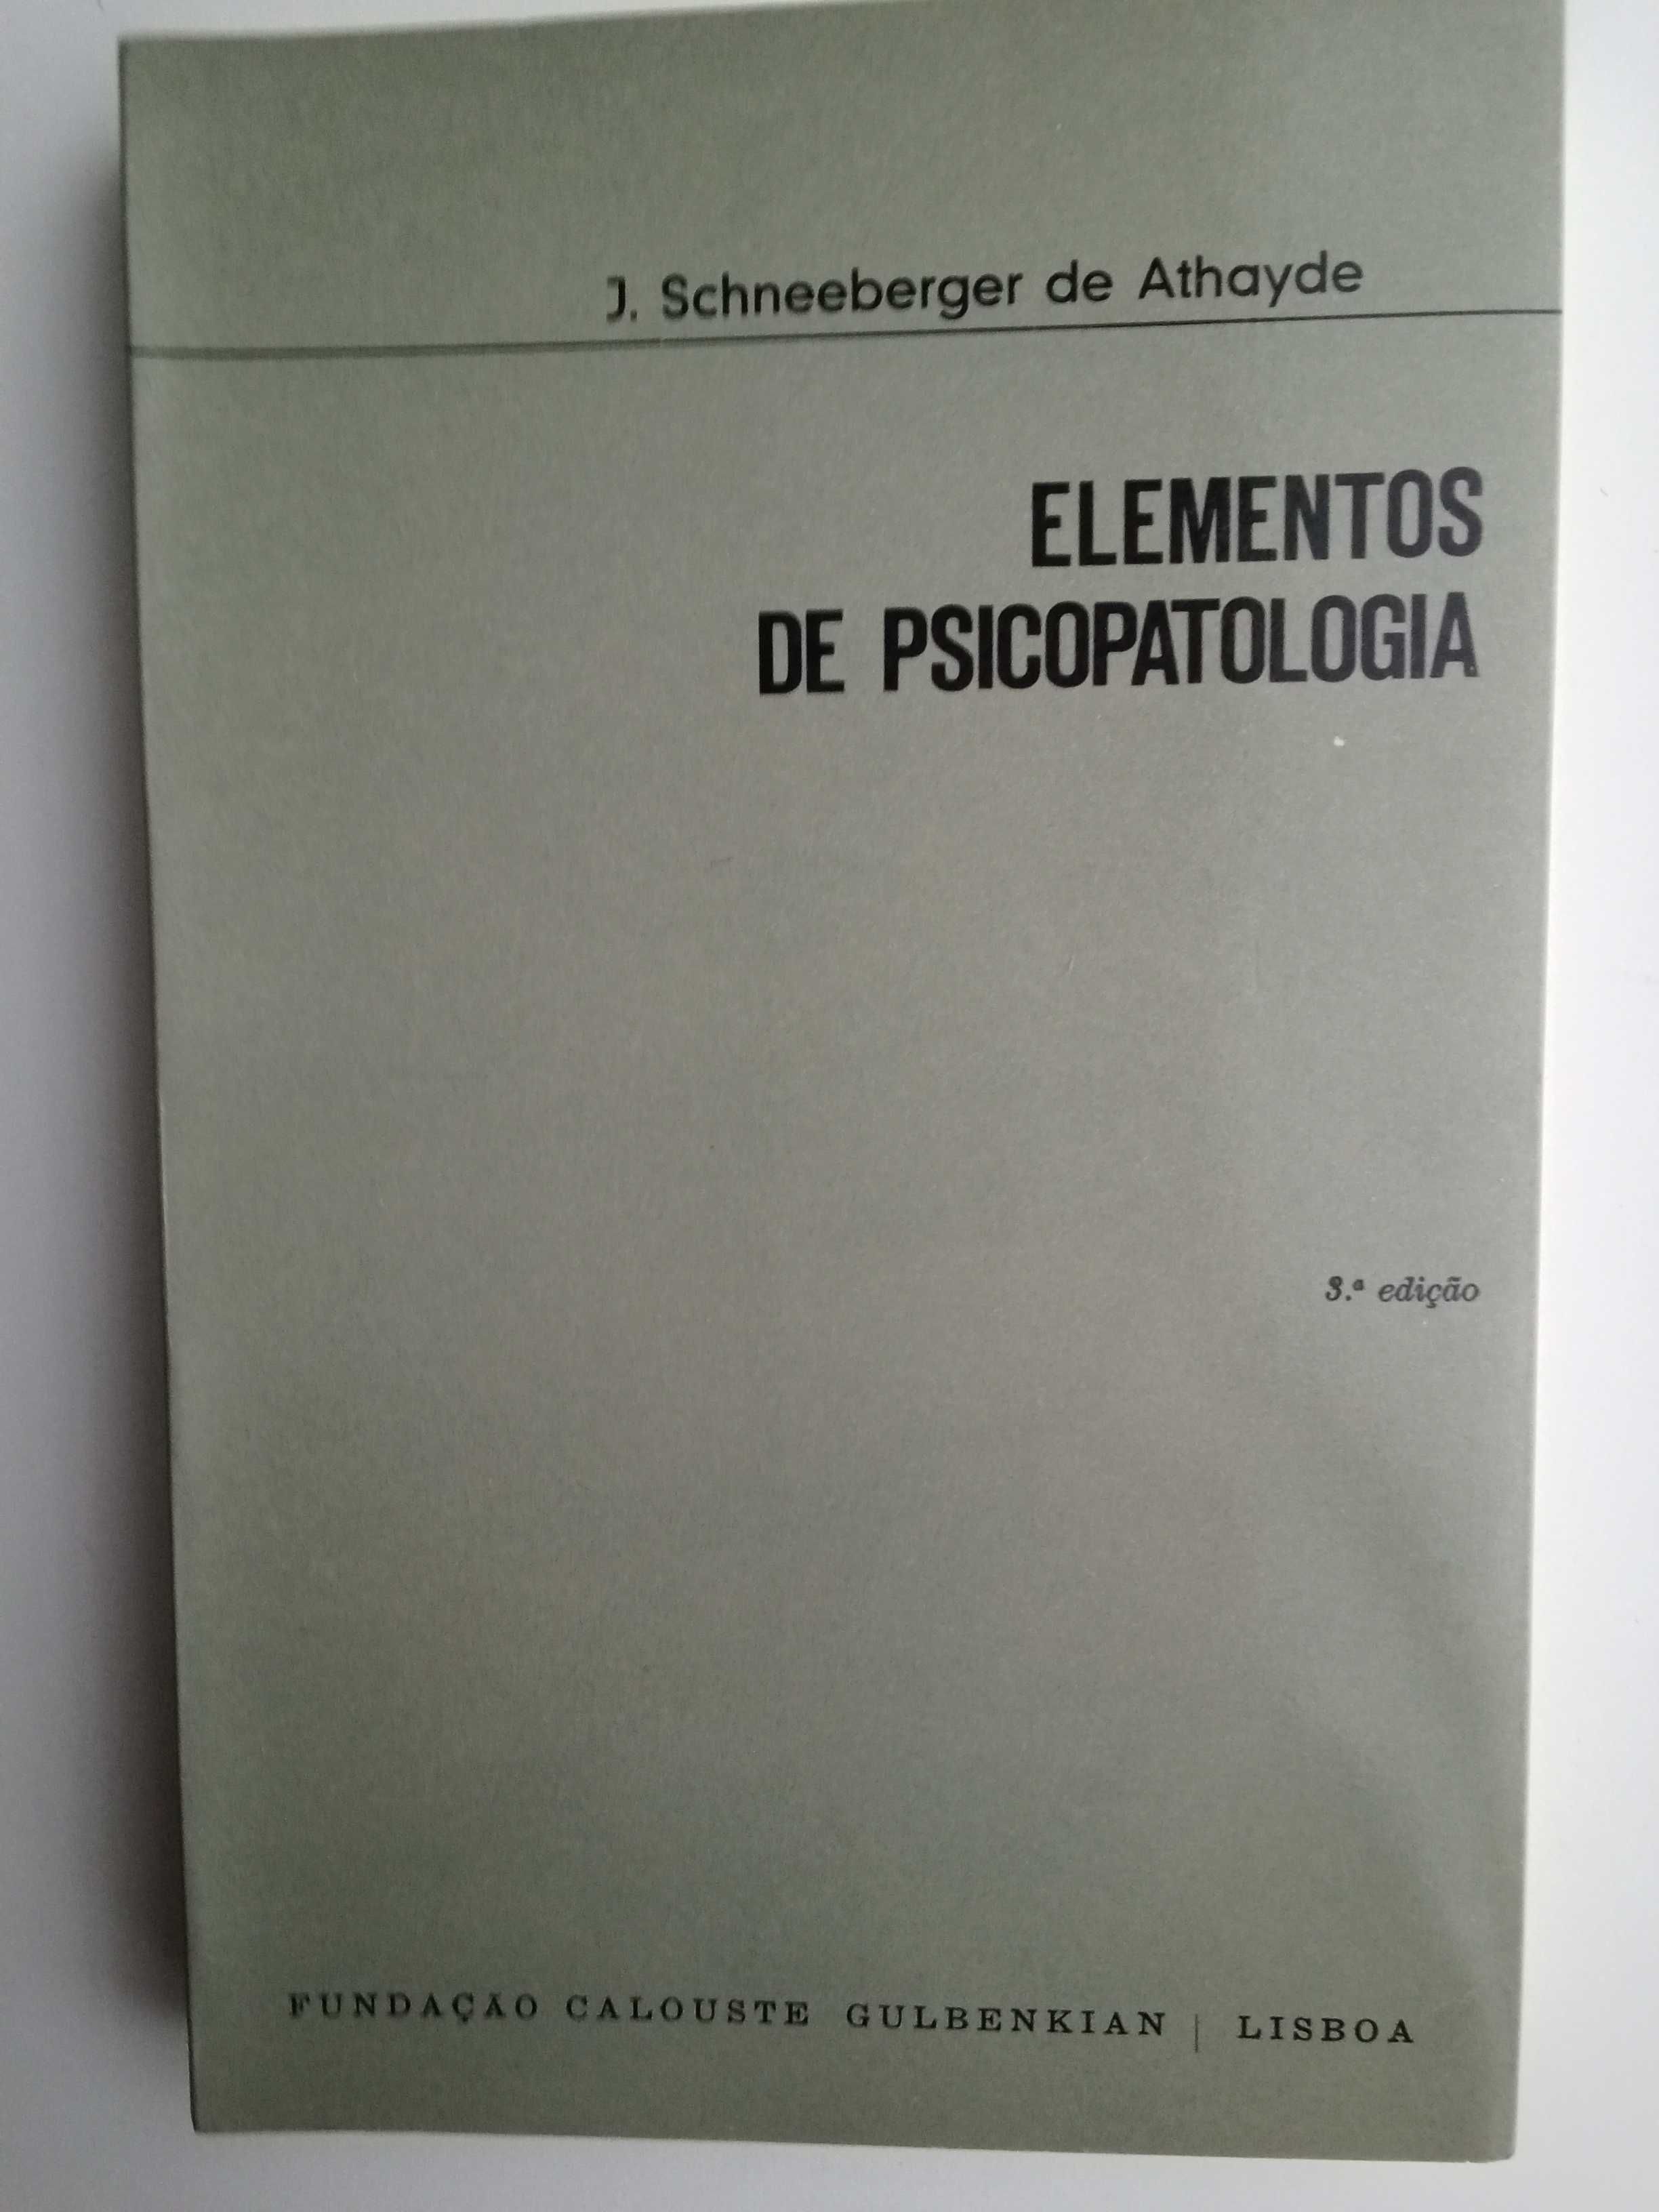 J. Schneeberger de Athayde
ELEMENTOS
DE PSICOPATOLOGIA
3.ª edição
FUNDAÇÃO CALOUSTE GULBENKIAN | LISBOA